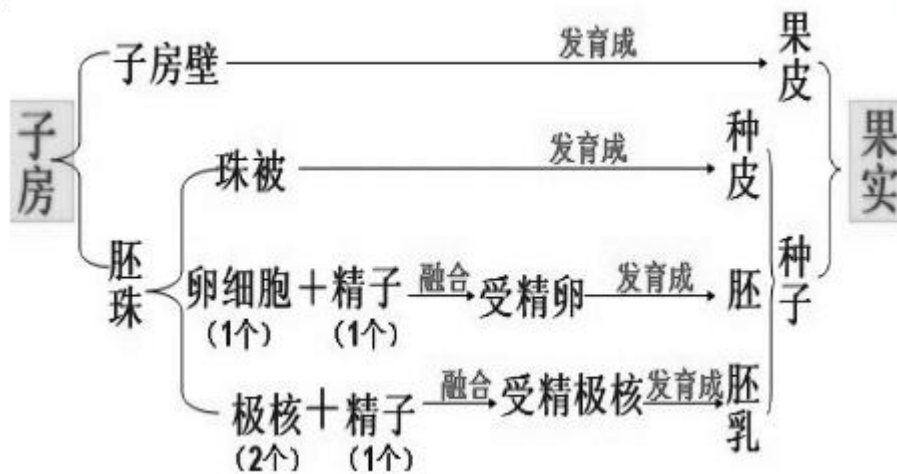 子房
子房壁 发育成 果皮
珠被 发育成 种皮
胚珠
卵细胞＋精子 融合 受精卵 发育成 胚
（1个） （1个）
极核＋精子 融合 受精极核 发育成 胚乳
（2个） （1个）
种子
果实